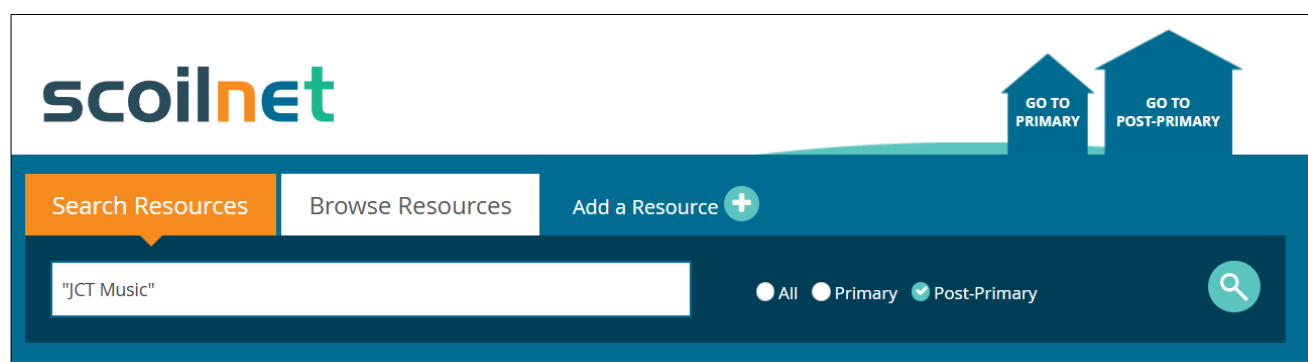 scoilnet
GO TO
PRIMARY
GO TO
POST-PRIMARY
Search Resources
Browse Resources
Add a Resource
"JCT Music"
All
Primary
Post-Primary